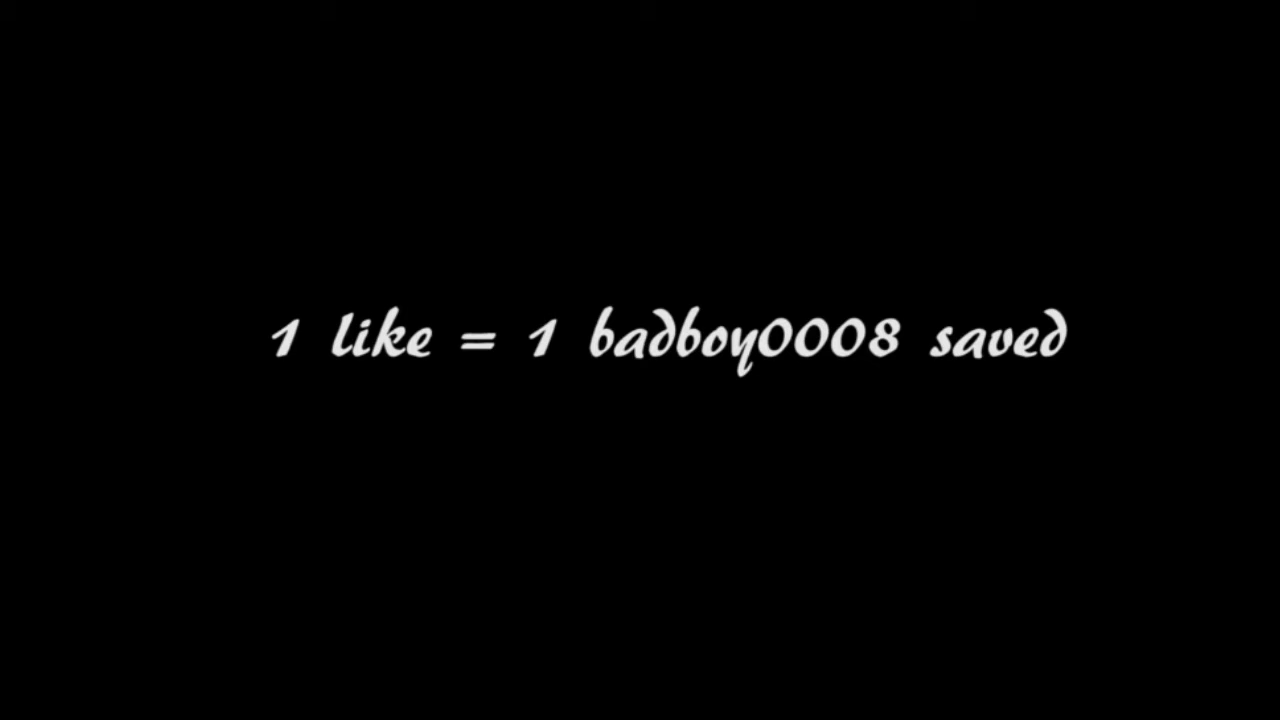 1 like = 1 badboy0008 saved